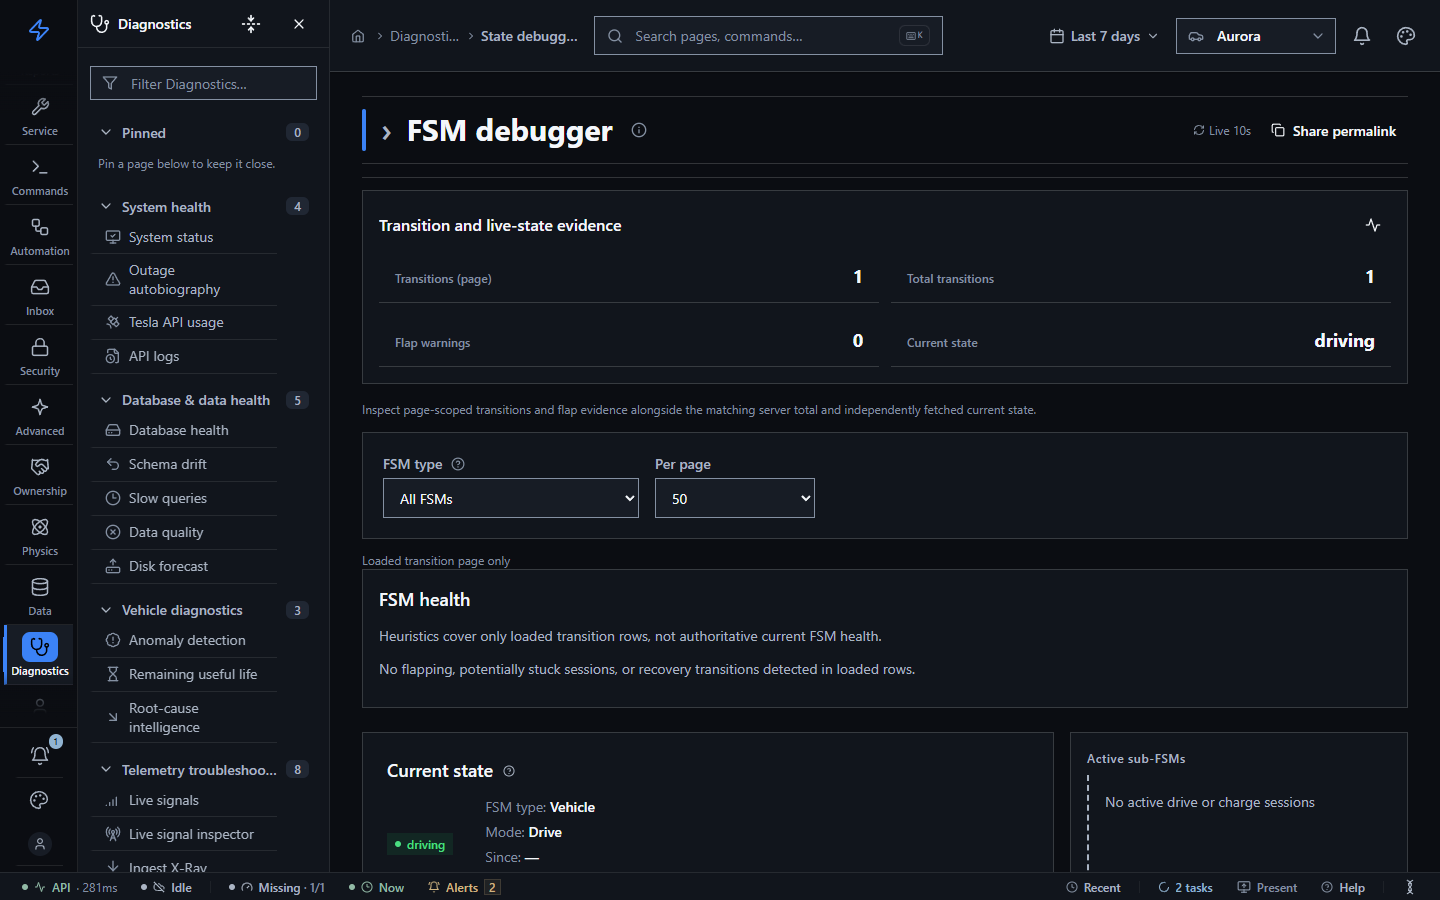 Diagnostics
Diagnosti...
State debugg...
Search pages, commands...
K
Last 7 days
Aurora
Filter Diagnostics...
Service
Commands
Automation
Inbox
Security
Advanced
Ownership
Physics
Data
Diagnostics
1
Pinned
0
Pin a page below to keep it close.
System health
4
System status
Outage
autobiography
Tesla API usage
API logs
Database & data health
5
Database health
Schema drift
Slow queries
Data quality
Disk forecast
Vehicle diagnostics
3
Anomaly detection
Remaining useful life
Root-cause
intelligence
Telemetry troubleshoo...
8
Live signals
Live signal inspector
Ingest X-Ray
FSM debugger
Live 10s
Share permalink
Transition and live-state evidence
Transitions (page)
1
Total transitions
1
Flap warnings
0
Current state
driving
Inspect page-scoped transitions and flap evidence alongside the matching server total and independently fetched current state.
FSM type
Per page
All FSMs
50
Loaded transition page only
FSM health
Heuristics cover only loaded transition rows, not authoritative current FSM health.
No flapping, potentially stuck sessions, or recovery transitions detected in loaded rows.
Current state
driving
FSM type: Vehicle
Mode: Drive
Since: —
Active sub-FSMs
No active drive or charge sessions
API · 281ms
Idle
Missing · 1/1
Now
Alerts 2
Recent
2 tasks
Present
Help